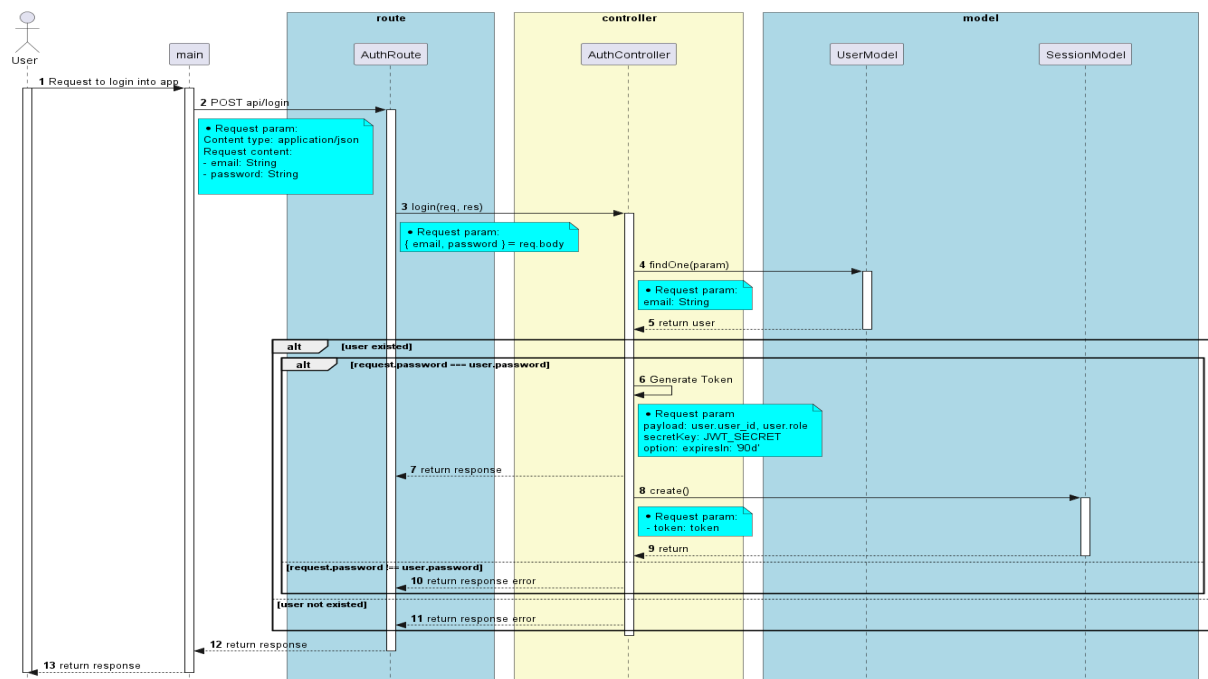 route
controller
model
User
main
AuthRoute
AuthController
UserModel
SessionModel
1 Request to login into app
2 POST api/login
• Request param:
Content type: application/json
Request content:
- email: String
- password: String
3 login(req, res)
• Request param:
{ email, password } = req.body
4 findOne(param)
• Request param:
email: String
5 return user
alt [user existed]
alt [request.password === user.password]
6 Generate Token
• Request param
payload: user.user_id, user.role
secretKey: JWT_SECRET
option: expiresIn: '90d'
7 return response
8 create()
• Request param:
- token: token
9 return
[request.password !== user.password]
10 return response error
[user not existed]
11 return response error
12 return response
13 return response